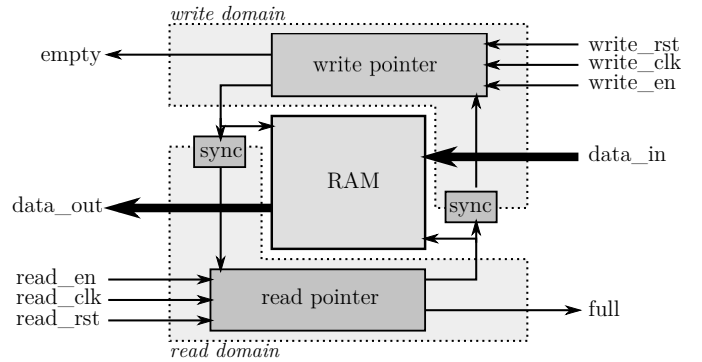 write domain
empty
write pointer
write_rst
write_clk
write_en
sync
RAM
data_in
data_out
sync
read_en
read_clk
read_rst
read pointer
full
read domain